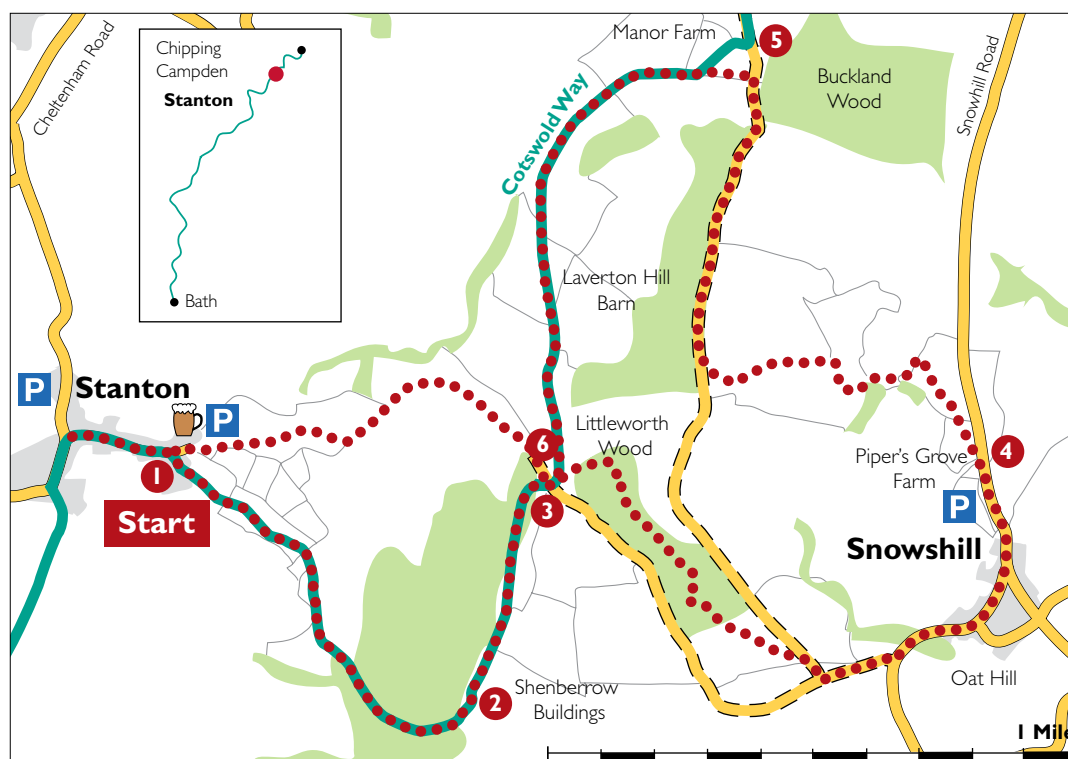 Manor Farm
5
Buckland
Wood
Snowhill Road
Cheltenham Road
Chipping
Campden
Stanton
Bath
Cotswold Way
Laverton Hill
Barn
P
Stanton
P
Littleworth
Wood
6
1
Start
3
4
Piper's Grove
Farm
P
Snowshill
2
Shenberrow
Buildings
Oat Hill
1 Mile